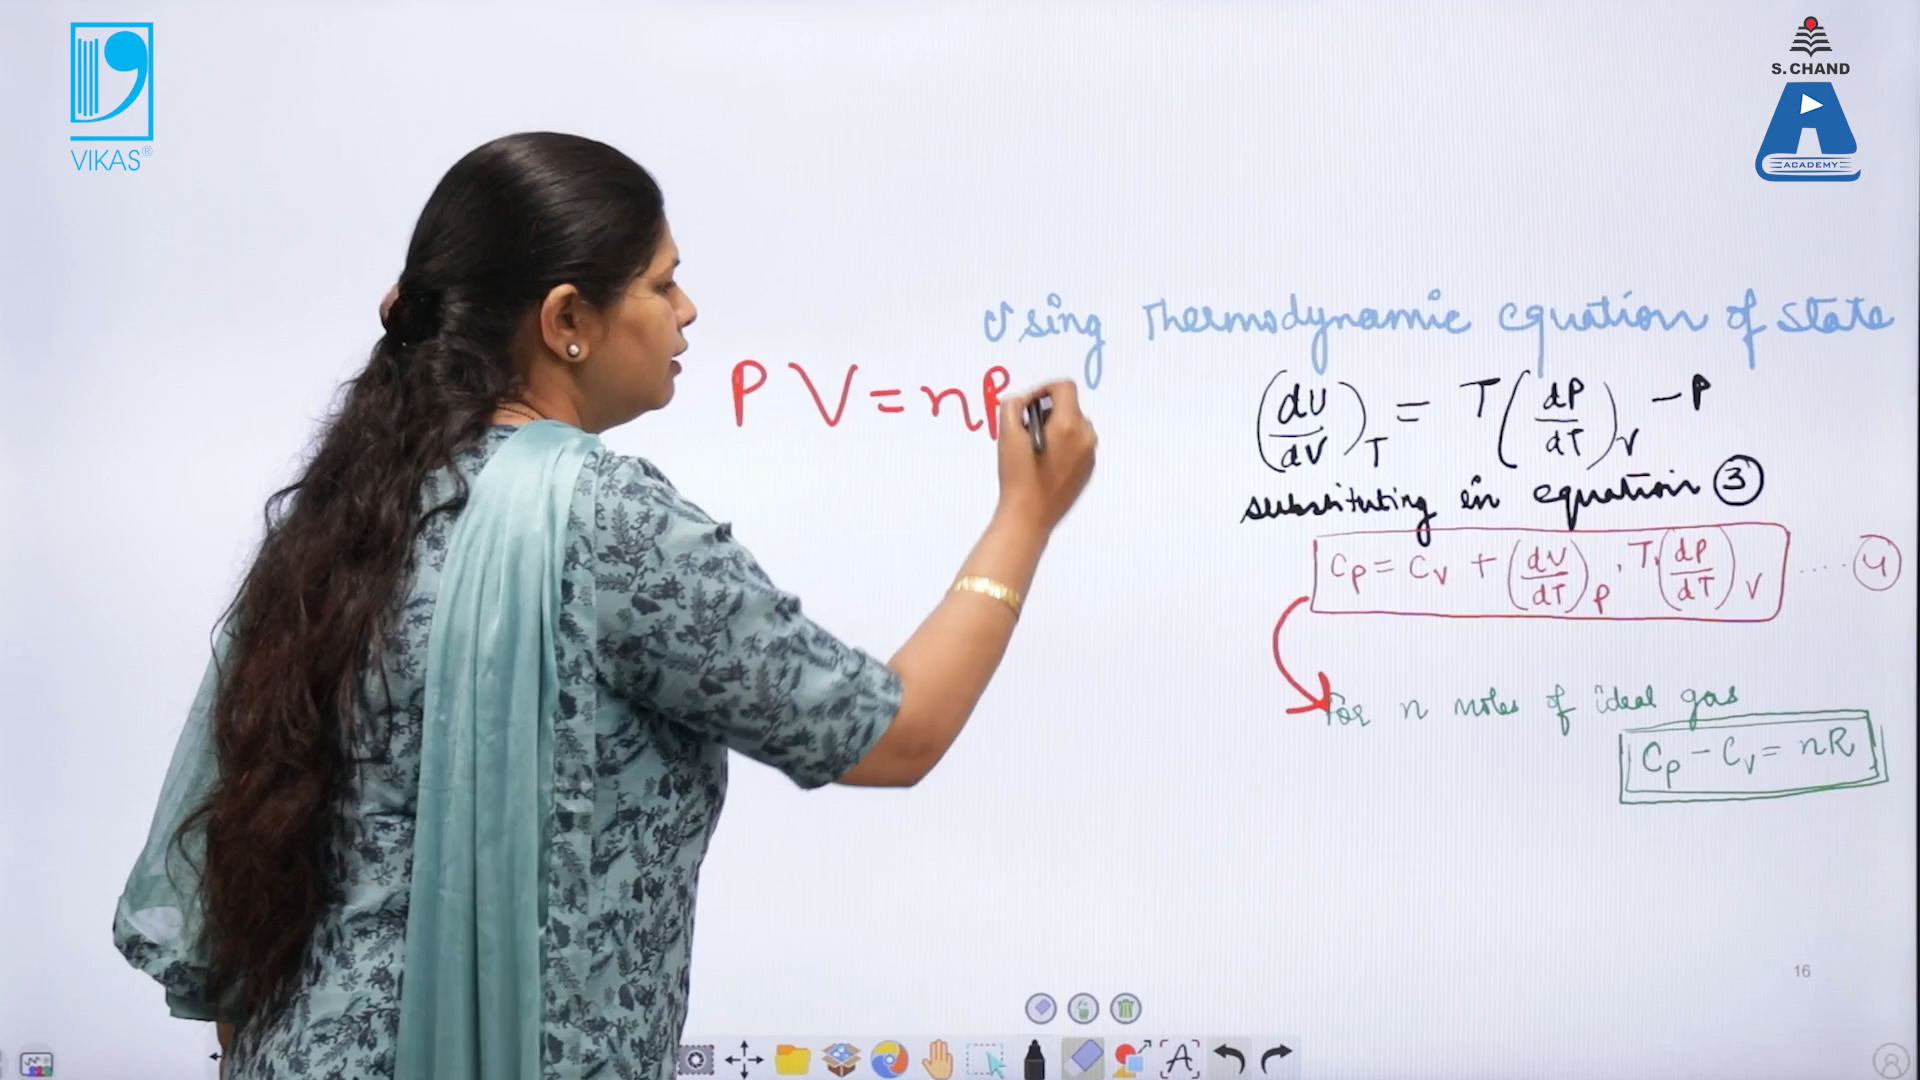 VIKAS®
S. CHAND
ACADEMY
Using Thermodynamic equation of state
PV = nR
(dU/dV)T = T(dP/dT)V - P
substituting in equation ③
CP = CV + (dV/dT)P . T.(dP/dT)V .... ④
For n moles of ideal gas
CP - CV = nR
16